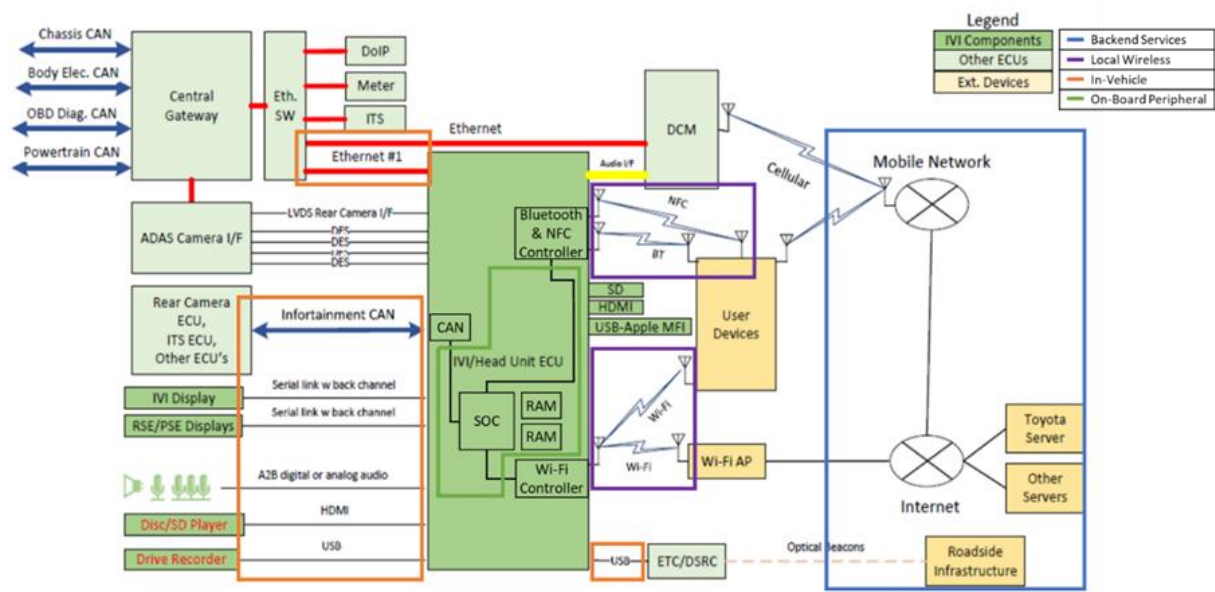 Legend
IVI Components
Other ECUs
Ext. Devices
Backend Services
Local Wireless
In-Vehicle
On-Board Peripheral
Chassis CAN
Body Elec. CAN
OBD Diag. CAN
Powertrain CAN
Central
Gateway
Eth.
SW
DoIP
Meter
ITS
Ethernet
Ethernet #1
Audio I/F
DCM
Cellular
Mobile Network
ADAS Camera I/F
LVDS Rear Camera I/F
DES
DES
DES
DES
Bluetooth
& NFC
Controller
NFC
BT
SD
HDMI
USB-Apple MFI
User
Devices
Rear Camera
ECU,
ITS ECU,
Other ECU's
Infortainment CAN
CAN
IVI/Head Unit ECU
SOC
RAM
RAM
Wi-Fi
Controller
Wi-Fi
Wi-Fi
Wi-Fi AP
IVI Display
Serial link w back channel
RSE/PSE Displays
Serial link w back channel
A2B digital or analog audio
Disc/SD Player
HDMI
Drive Recorder
USB
USB
ETC/DSRC
Optical Beacons
Roadside
Infrastructure
Internet
Toyota
Server
Other
Servers